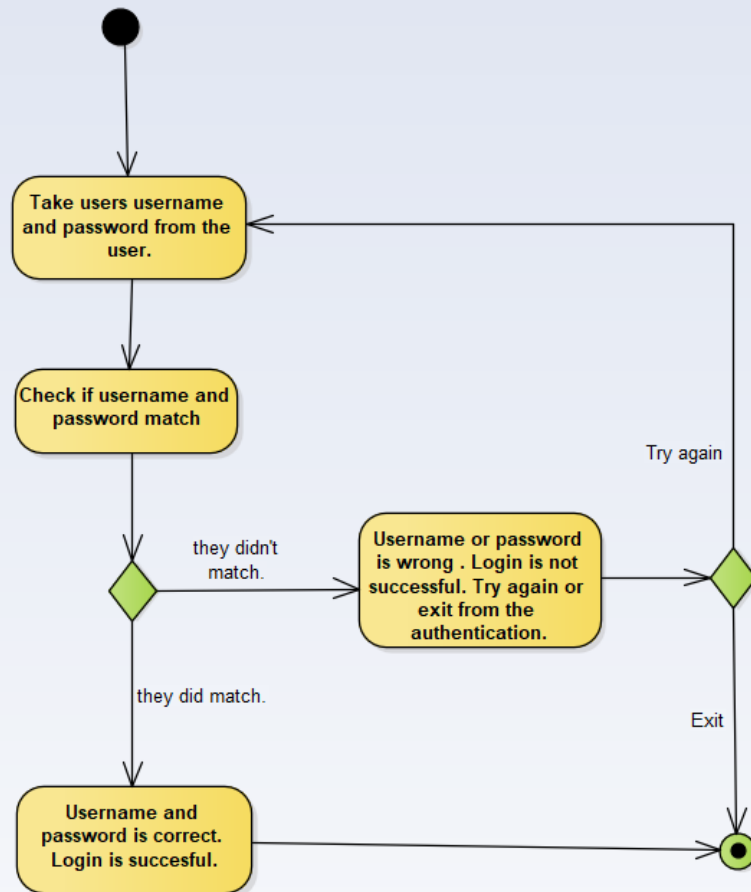 Take users username
and password from the
user.
Check if username and
password match
Try again
they didn't
match.
Username or password
is wrong . Login is not
successful. Try again or
exit from the
authentication.
they did match.
Exit
Username and
password is correct.
Login is succesful.